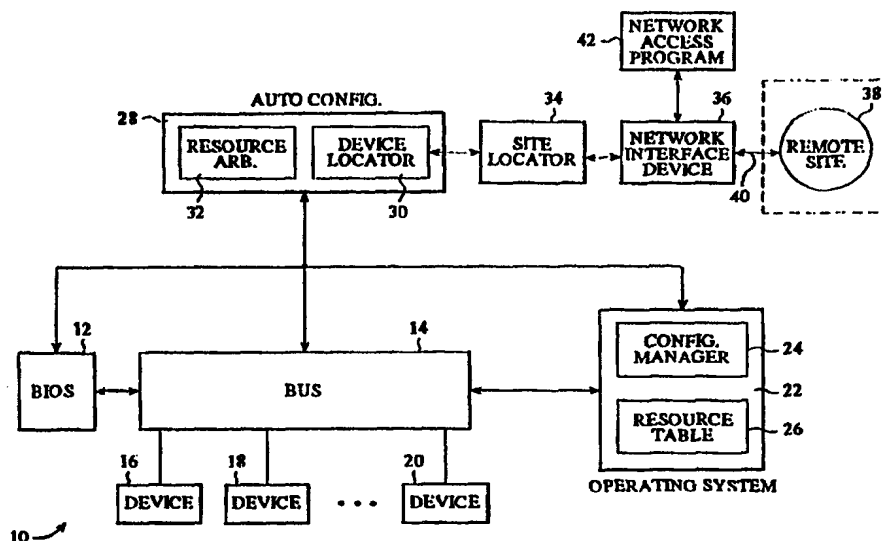 42
NETWORK
ACCESS
PROGRAM
AUTO CONFIG.
28
RESOURCE
ARB.
32
DEVICE
LOCATOR
30
34
SITE
LOCATOR
36
NETWORK
INTERFACE
DEVICE
40
38
REMOTE
SITE
12
BIOS
14
BUS
CONFIG.
MANAGER
24
22
RESOURCE
TABLE
26
OPERATING SYSTEM
16
DEVICE
18
DEVICE
• • •
20
DEVICE
10